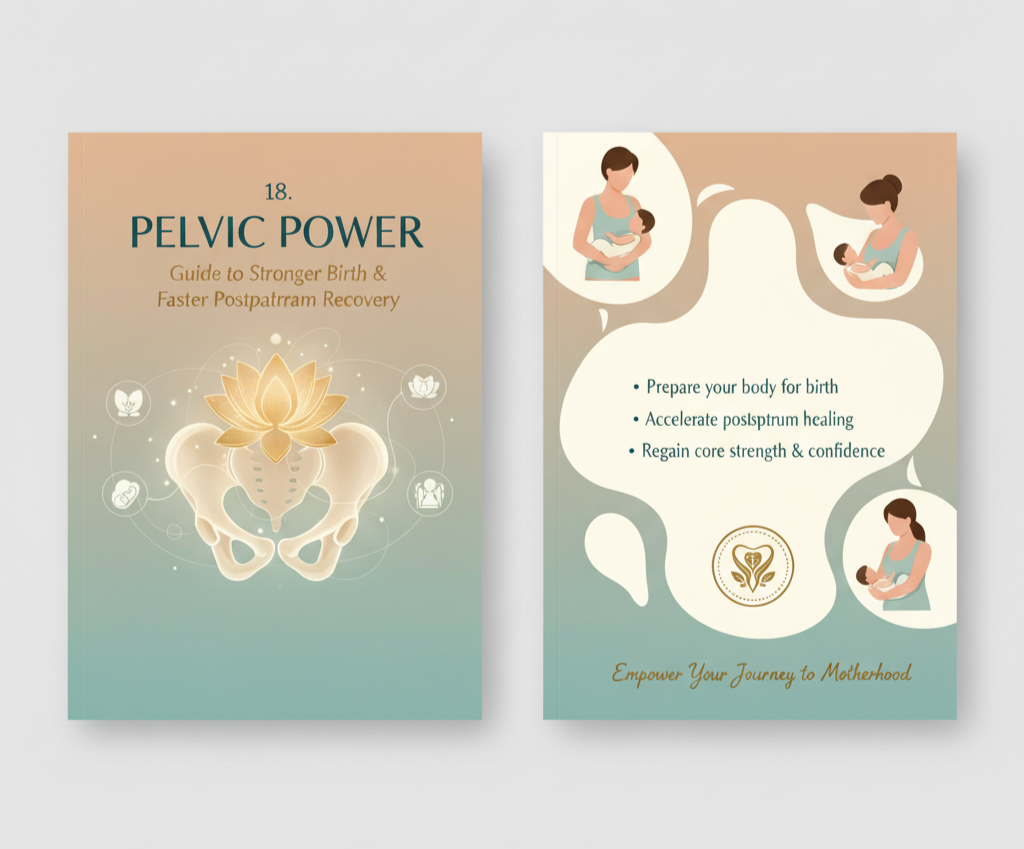 18.
PELVIC POWER
Guide to Stronger Birth &
Faster Postpatrram Recovery
• Prepare your body for birth
• Accelerate poslsptrum healing
• Regain core strength & confidence
Empower Your Journey to Motherhood